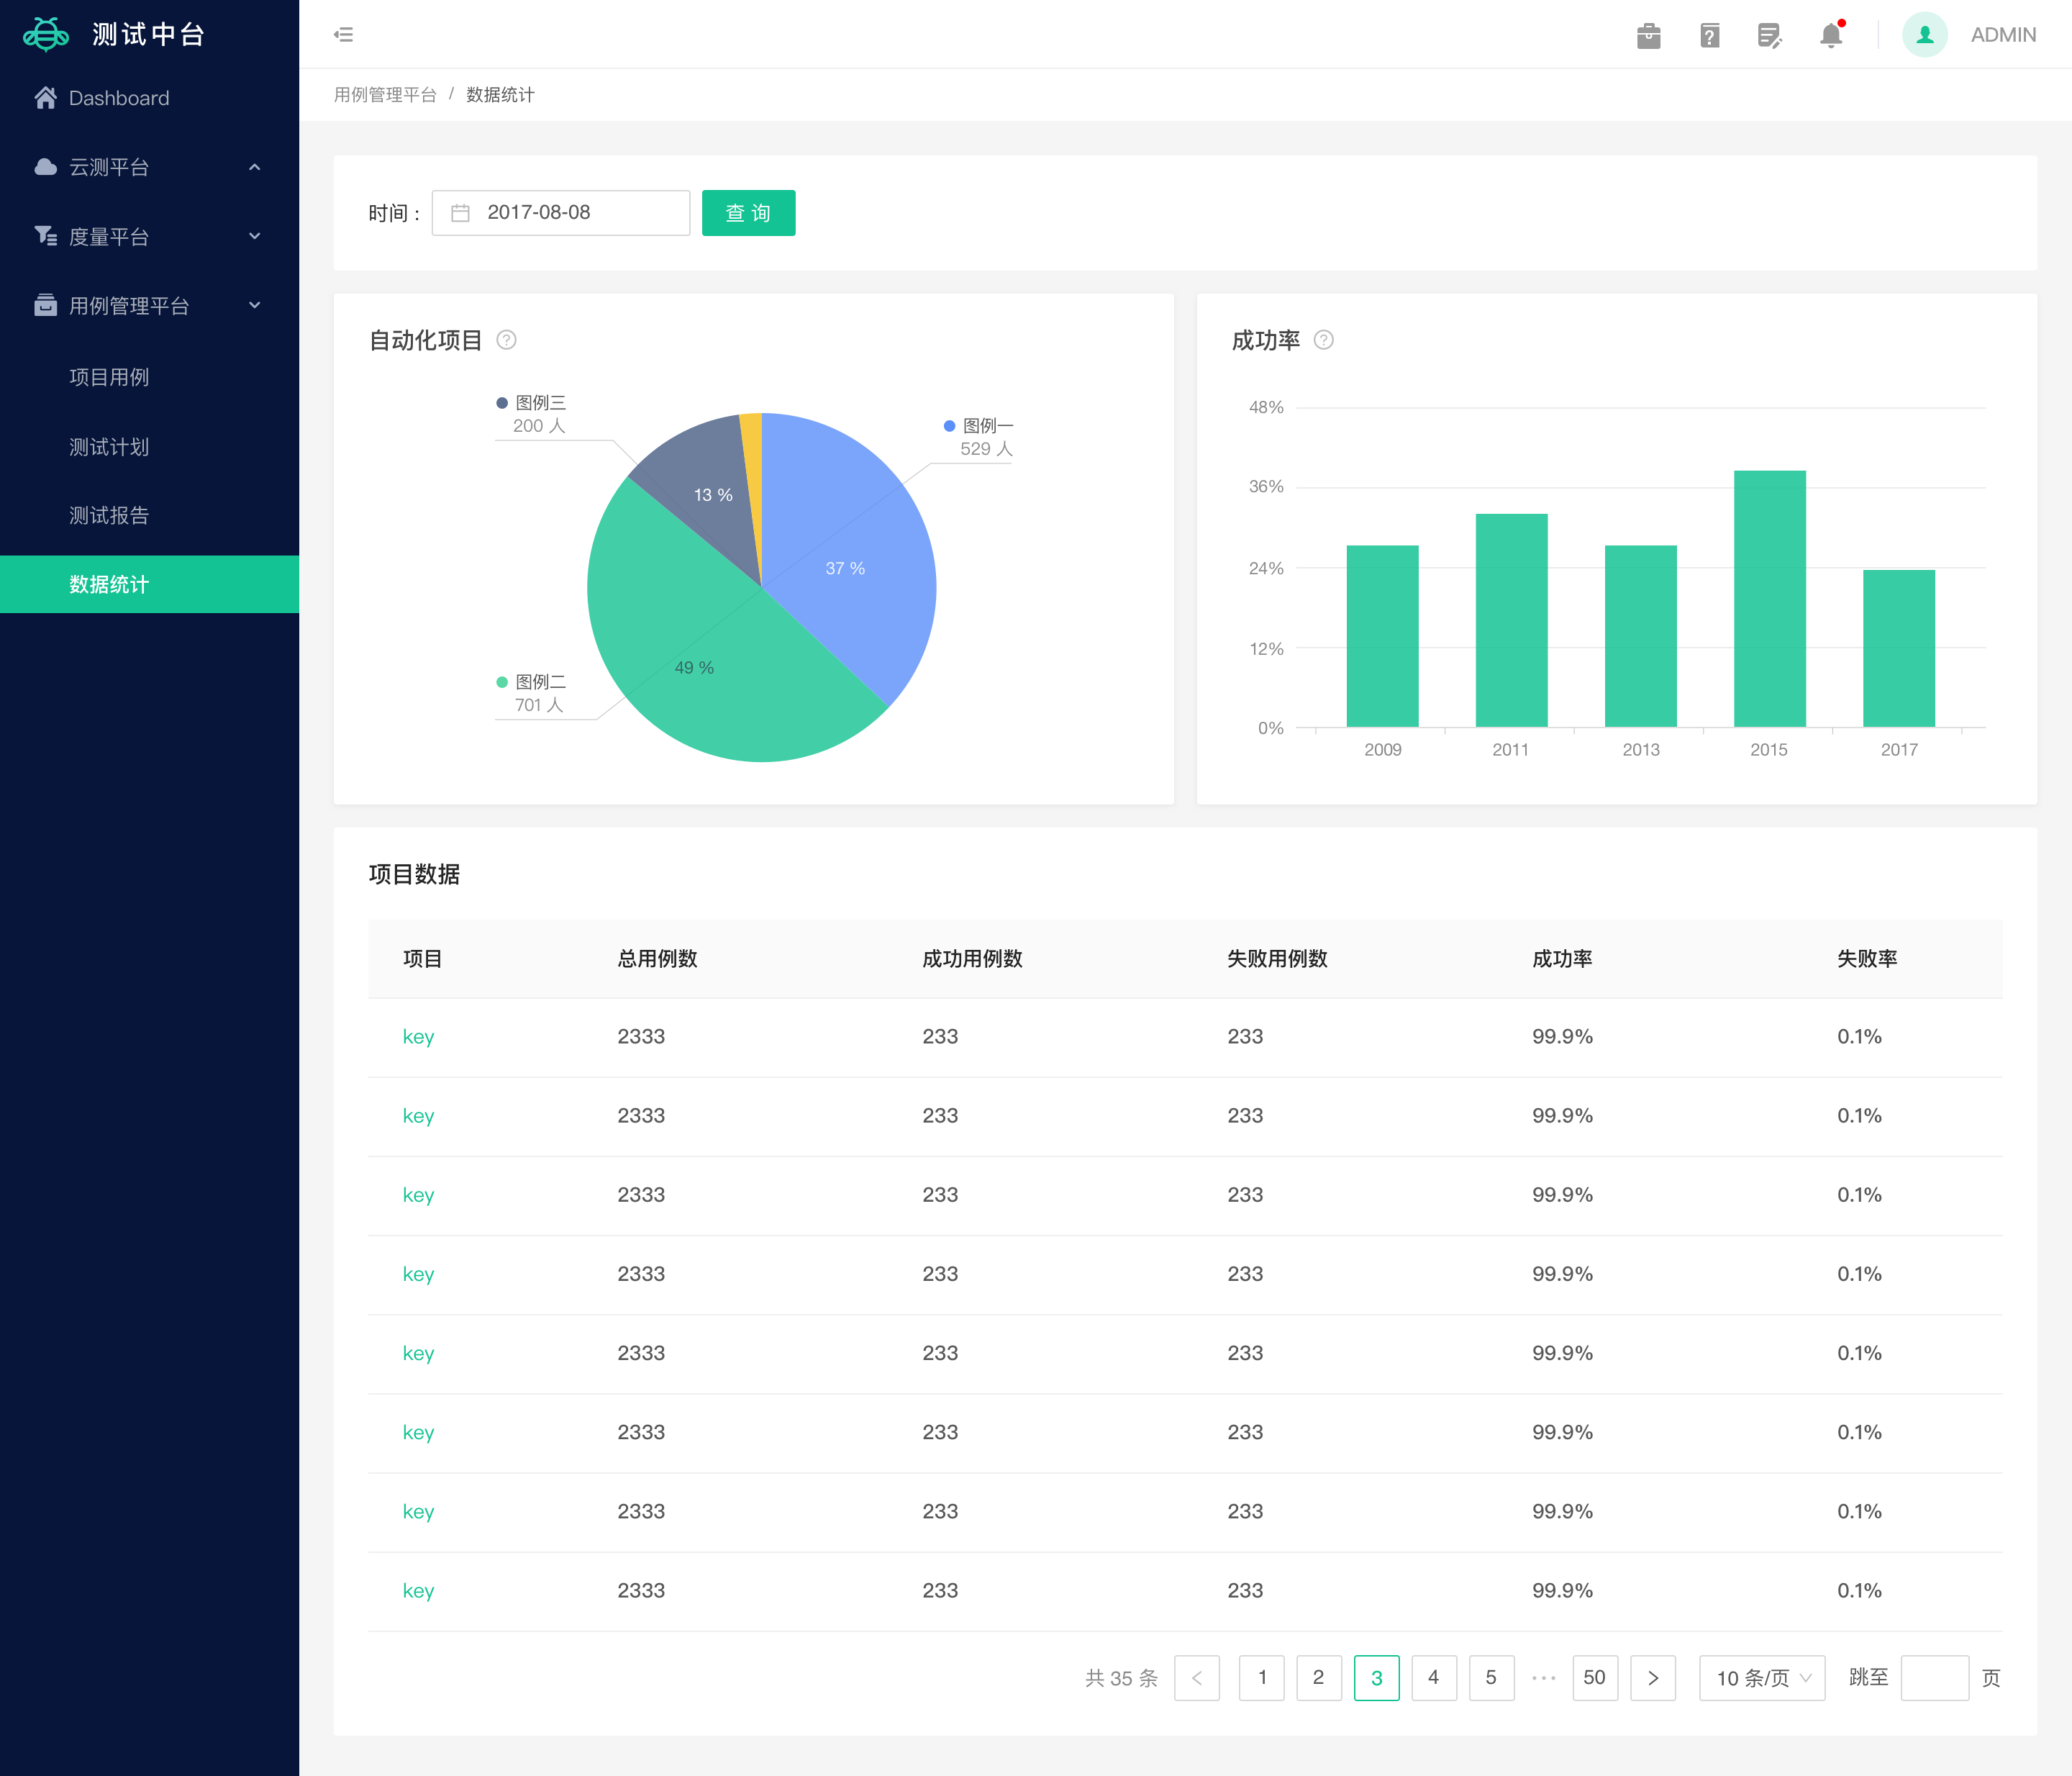 测试中台
Dashboard
云测平台
度量平台
用例管理平台
项目用例
测试计划
测试报告
数据统计
ADMIN
用例管理平台 / 数据统计
时间 : 2017-08-08 查 询
自动化项目 ?
图例三
200 人
图例一
529 人
13 %
37 %
49 %
图例二
701 人
成功率 ?
48%
36%
24%
12%
0%
2009 2011 2013 2015 2017
项目数据
项目 总用例数 成功用例数 失败用例数 成功率 失败率
key 2333 233 233 99.9% 0.1%
key 2333 233 233 99.9% 0.1%
key 2333 233 233 99.9% 0.1%
key 2333 233 233 99.9% 0.1%
key 2333 233 233 99.9% 0.1%
key 2333 233 233 99.9% 0.1%
key 2333 233 233 99.9% 0.1%
key 2333 233 233 99.9% 0.1%
共 35 条 < 1 2 3 4 5 ··· 50 > 10 条/页 跳至 页